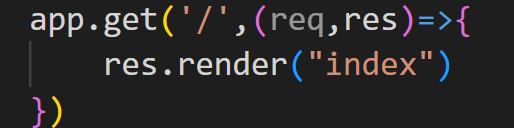 app.get('/',(req,res)=>{
    res.render("index")
})